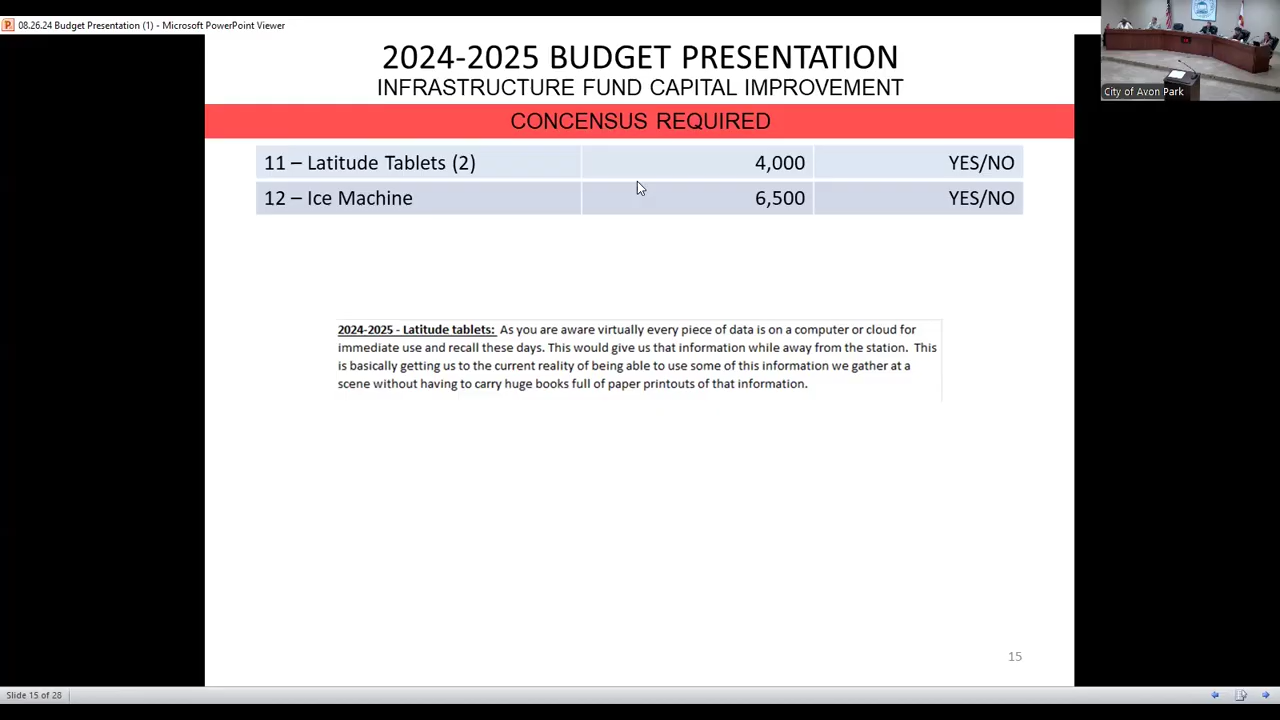 08.26.24 Budget Presentation (1) - Microsoft PowerPoint Viewer
City of Avon Park
2024-2025 BUDGET PRESENTATION
INFRASTRUCTURE FUND CAPITAL IMPROVEMENT
CONCENSUS REQUIRED
11 – Latitude Tablets (2) 4,000 YES/NO
12 – Ice Machine 6,500 YES/NO
2024-2025 - Latitude tablets: As you are aware virtually every piece of data is on a computer or cloud for
immediate use and recall these days. This would give us that information while away from the station. This
is basically getting us to the current reality of being able to use some of this information we gather at a
scene without having to carry huge books full of paper printouts of that information.
15
Slide 15 of 28